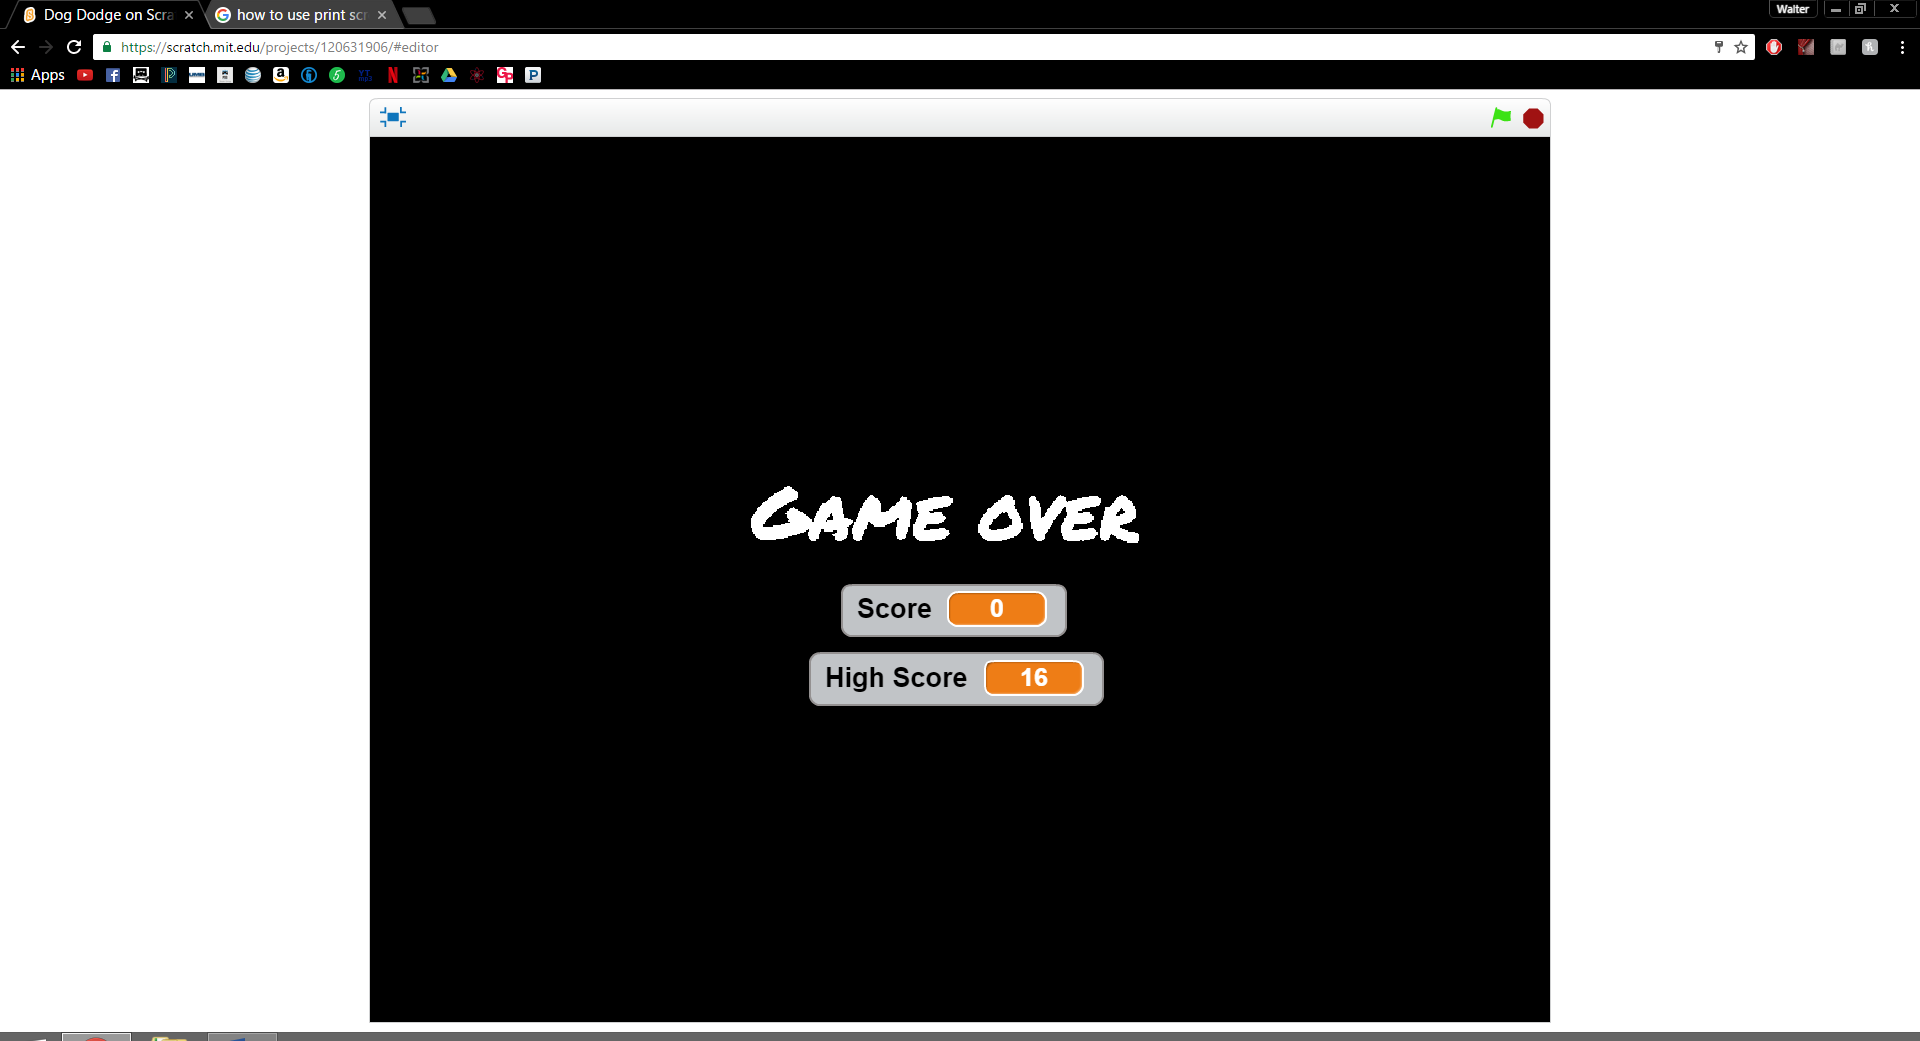 Dog Dodge on Scra
how to use print scr
Walter
https://scratch.mit.edu/projects/120631906/#editor
Apps
GAME OVER
Score 0
High Score 16